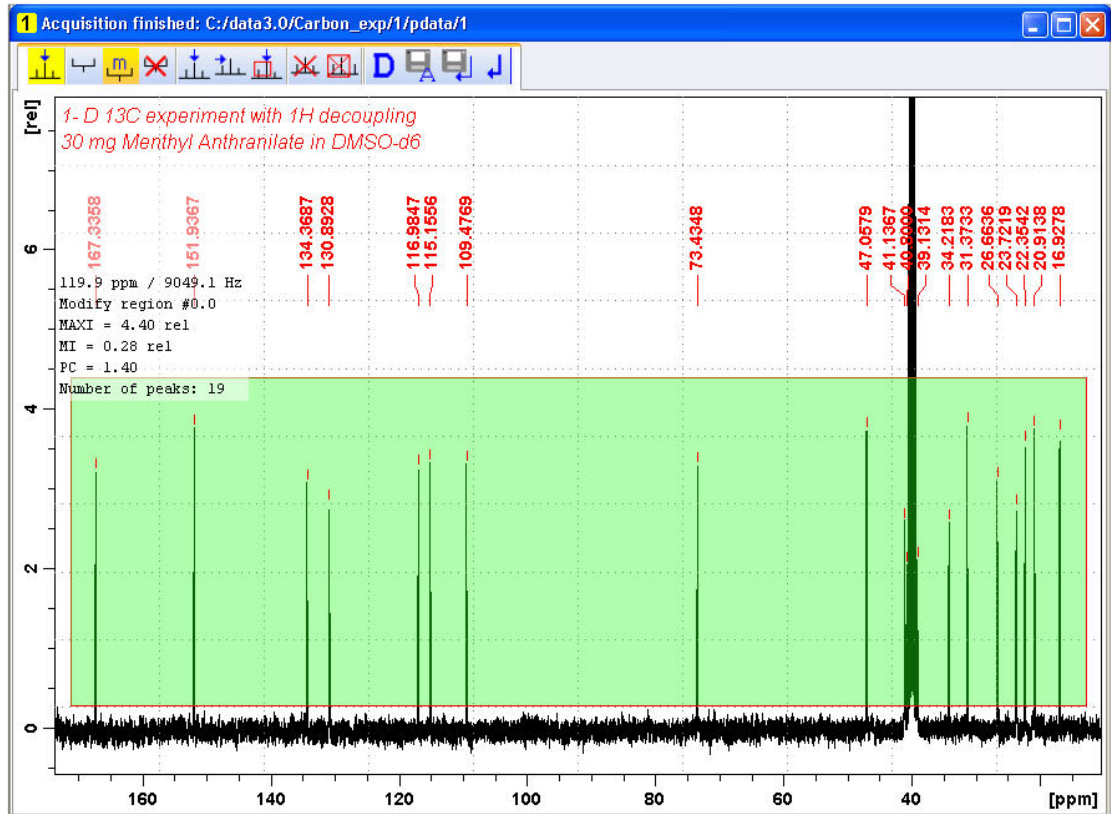 1 Acquisition finished: C:/data3.0/Carbon_exp/1/pdata/1
m D A
[rel]
1- D 13C experiment with 1H decoupling
30 mg Menthyl Anthranilate in DMSO-d6
167.3358
151.9367
134.3687
130.8928
116.9847
115.1556
109.4769
73.4348
47.0579
41.1367
39.1314
34.2183
31.3733
26.6636
23.7219
22.3542
20.9138
16.9278
119.9 ppm / 9049.1 Hz
Modify region #0.0
MAXI = 4.40 rel
MI = 0.28 rel
PC = 1.40
Number of peaks: 19
6
4
2
0
160 140 120 100 80 60 40 [ppm]